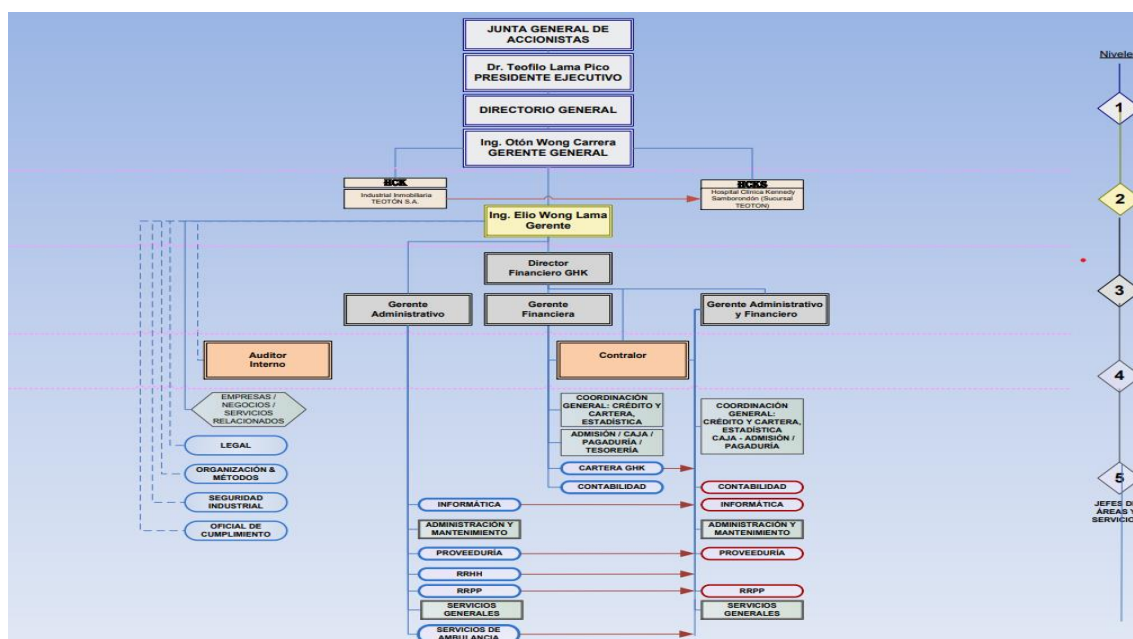 JUNTA GENERAL DE
ACCIONISTAS
Dr. Teofilo Lama Pico
PRESIDENTE EJECUTIVO
DIRECTORIO GENERAL
Ing. Otón Wong Carrera
GERENTE GENERAL
Nivele
1
HCK
Industrial Inmobiliaria
TEOTÓN S.A.
HCKS
Hospital Clínica Kennedy
Samborondón (Sucursal
TEOTON)
2
Ing. Elio Wong Lama
Gerente
Director
Financiero GHK
3
Gerente
Administrativo
Gerente
Financiera
Gerente Administrativo
y Financiero
Auditor
Interno
Contralor
4
EMPRESAS /
NEGOCIOS /
SERVICIOS
RELACIONADOS
LEGAL
ORGANIZACIÓN &
MÉTODOS
SEGURIDAD
INDUSTRIAL
OFICIAL DE
CUMPLIMIENTO
COORDINACIÓN
GENERAL: CRÉDITO Y
CARTERA,
ESTADÍSTICA
ADMISIÓN / CAJA /
PAGADURÍA /
TESORERÍA
CARTERA GHK
CONTABILIDAD
COORDINACIÓN
GENERAL:
CRÉDITO Y CARTERA,
ESTADÍSTICA
CAJA - ADMISIÓN /
PAGADURÍA
CONTABILIDAD
5
JEFES DE
ÁREAS Y
SERVICIO
INFORMÁTICA
INFORMÁTICA
ADMINISTRACIÓN Y
MANTENIMIENTO
ADMINISTRACIÓN Y
MANTENIMIENTO
PROVEEDURÍA
PROVEEDURÍA
RRHH
RRPP
RRPP
SERVICIOS
GENERALES
SERVICIOS
GENERALES
SERVICIOS DE
AMBULANCIA